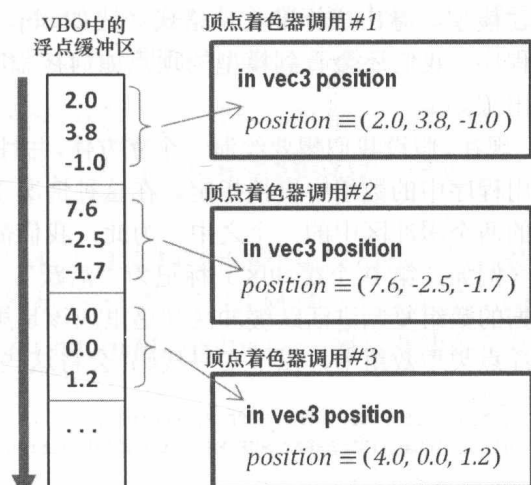 VBO中的
浮点缓冲区
2.0
3.8
-1.0
7.6
-2.5
-1.7
4.0
0.0
1.2
...
顶点着色器调用#1
in vec3 position
position ≡ (2.0, 3.8, -1.0)
顶点着色器调用#2
in vec3 position
position ≡ (7.6, -2.5, -1.7)
顶点着色器调用#3
in vec3 position
position ≡ (4.0, 0.0, 1.2)